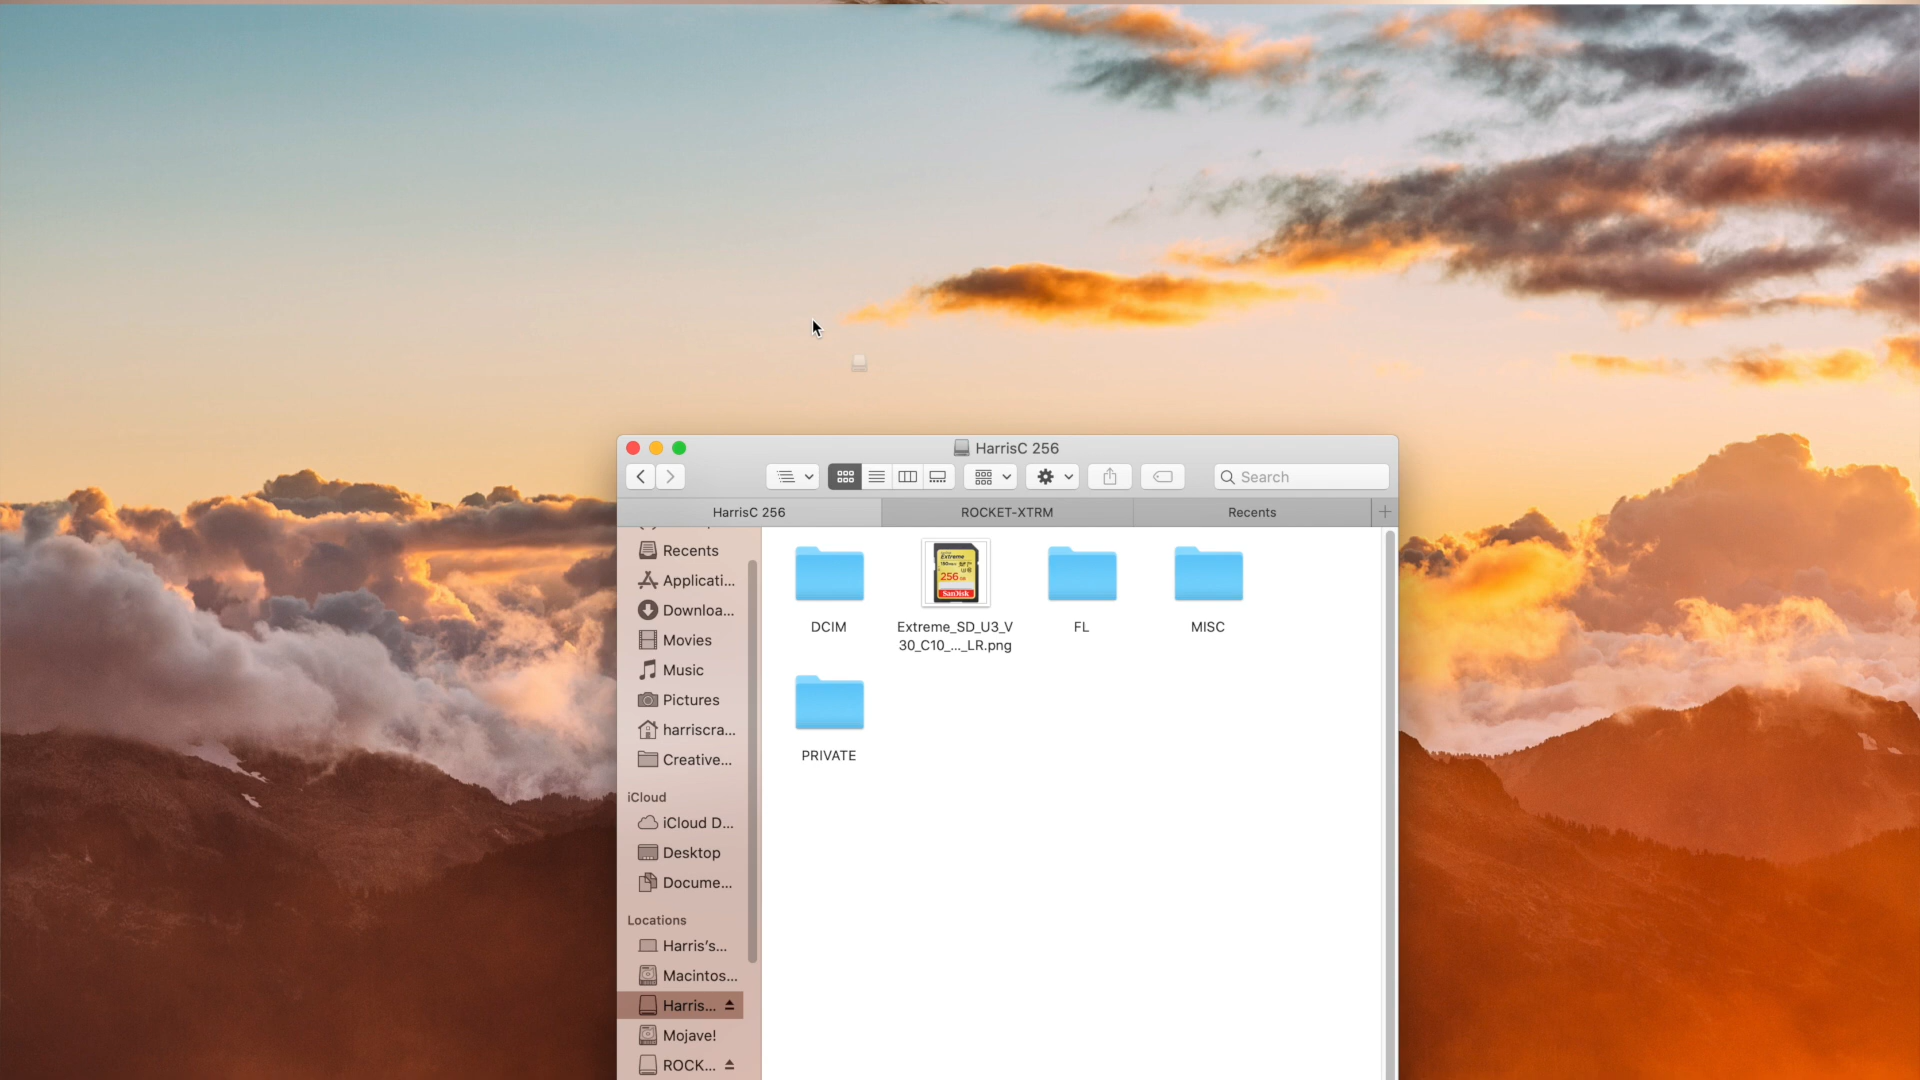 HarrisC 256
Search
HarrisC 256
ROCKET-XTRM
Recents
Recents
Applicati...
Downloa...
Movies
Music
Pictures
harriscra...
Creative...
iCloud
iCloud D...
Desktop
Docume...
Locations
Harris's...
Macintos...
Harris...
Mojave!
ROCK...
Extreme
256
SanDisk
DCIM
Extreme_SD_U3_V
30_C10_..._LR.png
FL
MISC
PRIVATE